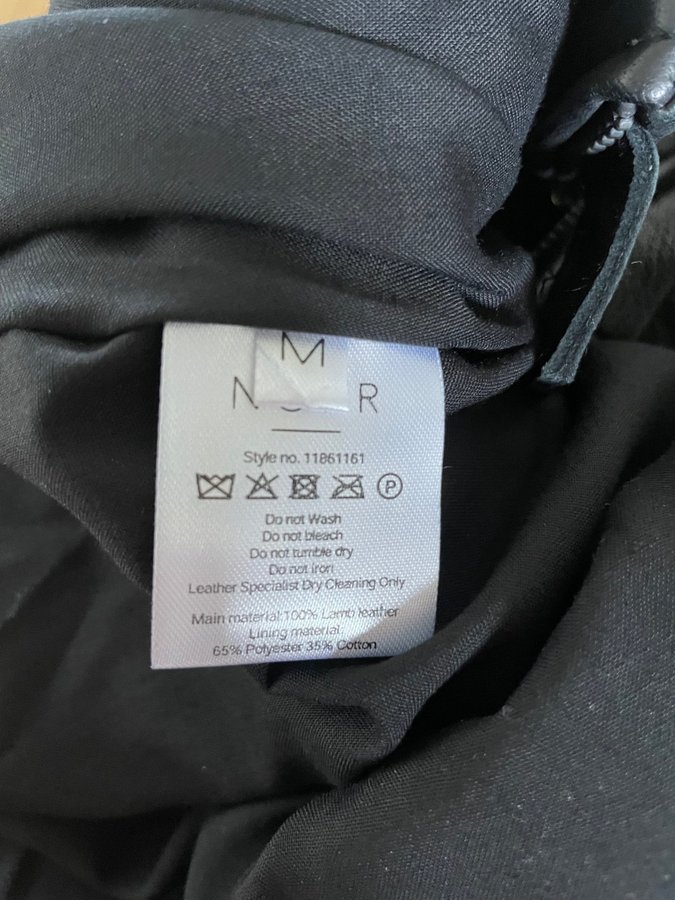 M
N R
Style no. 11861161
P
Do not Wash
Do not bleach
Do not tumble dry
Do not iron
Leather Specialist Dry Cleaning Only
Main material:100% Lamb leather
Lining material:
65% Polyester 35% Cotton